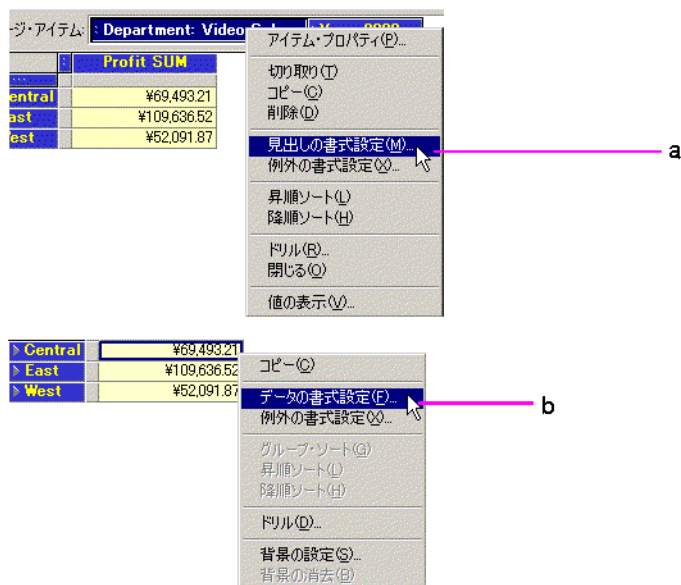 ージ・アイテム: Department: Video
アイテム・プロパティ(P)...
Profit SUM
切り取り(T)
コピー(C)
削除(D)
entral ¥69,493.21
ast ¥109,636.52
est ¥52,091.87
見出しの書式設定(M)...
a
例外の書式設定(X)...
昇順ソート(L)
降順ソート(H)
ドリル(R)...
閉じる(O)
値の表示(V)...
Central ¥69,493.21
East ¥109,636.52
West ¥52,091.87
コピー(C)
データの書式設定(F)...
b
例外の書式設定(X)...
グループ・ソート(G)
昇順ソート(L)
降順ソート(H)
ドリル(D)...
背景の設定(S)...
背景の消去(B)